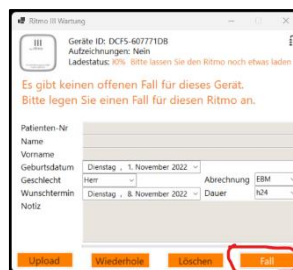 Ritmo III Wartung
Geräte ID: DCF5-607771DB
Aufzeichnungen: Nein
Ladestatus: 10% Bitte lassen Sie den Ritmo noch etwas laden
Es gibt keinen offenen Fall für dieses Gerät.
Bitte legen Sie einen Fall für diesen Ritmo an.
Patienten-Nr
Name
Vorname
Geburtsdatum Dienstag , 1. November 2022
Geschlecht Herr Abrechnung EBM
Wunschtermin Dienstag , 8. November 2022 Dauer h24
Notiz
Upload Wiederhole Löschen Fall